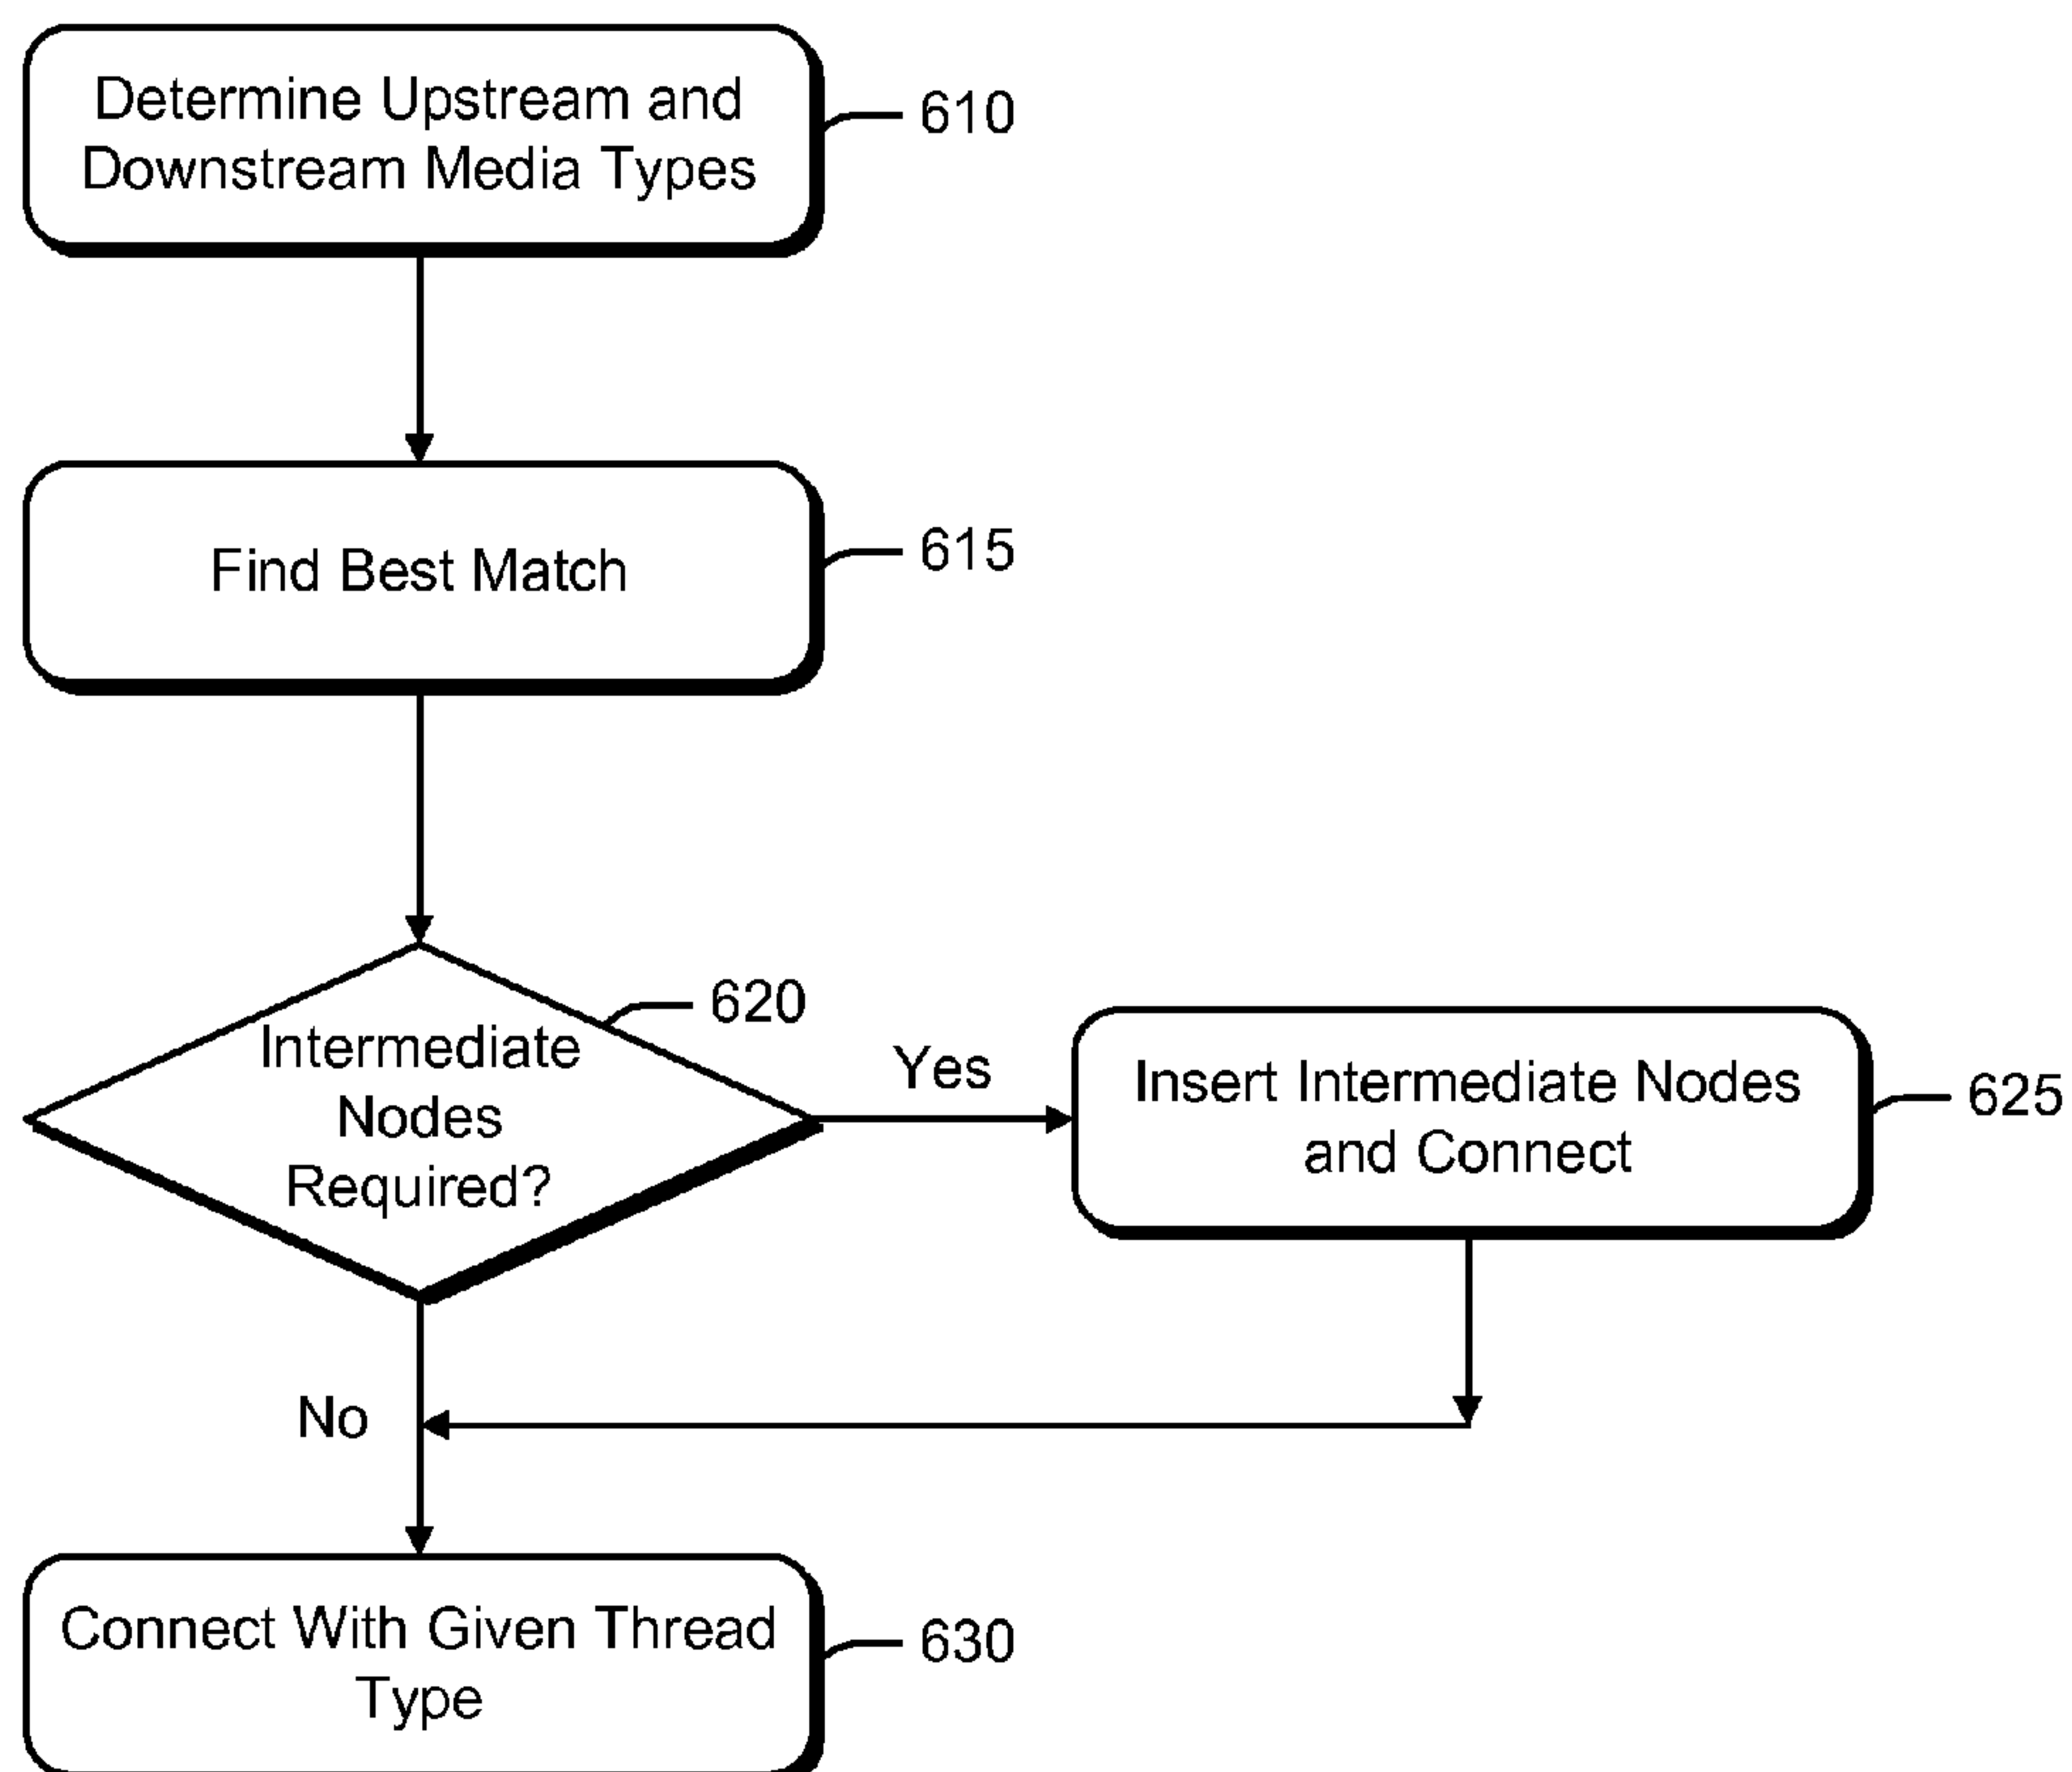 Determine Upstream and
Downstream Media Types
610
Find Best Match
615
620
Intermediate
Nodes
Required?
Yes
Insert Intermediate Nodes
and Connect
625
No
Connect With Given Thread
Type
630